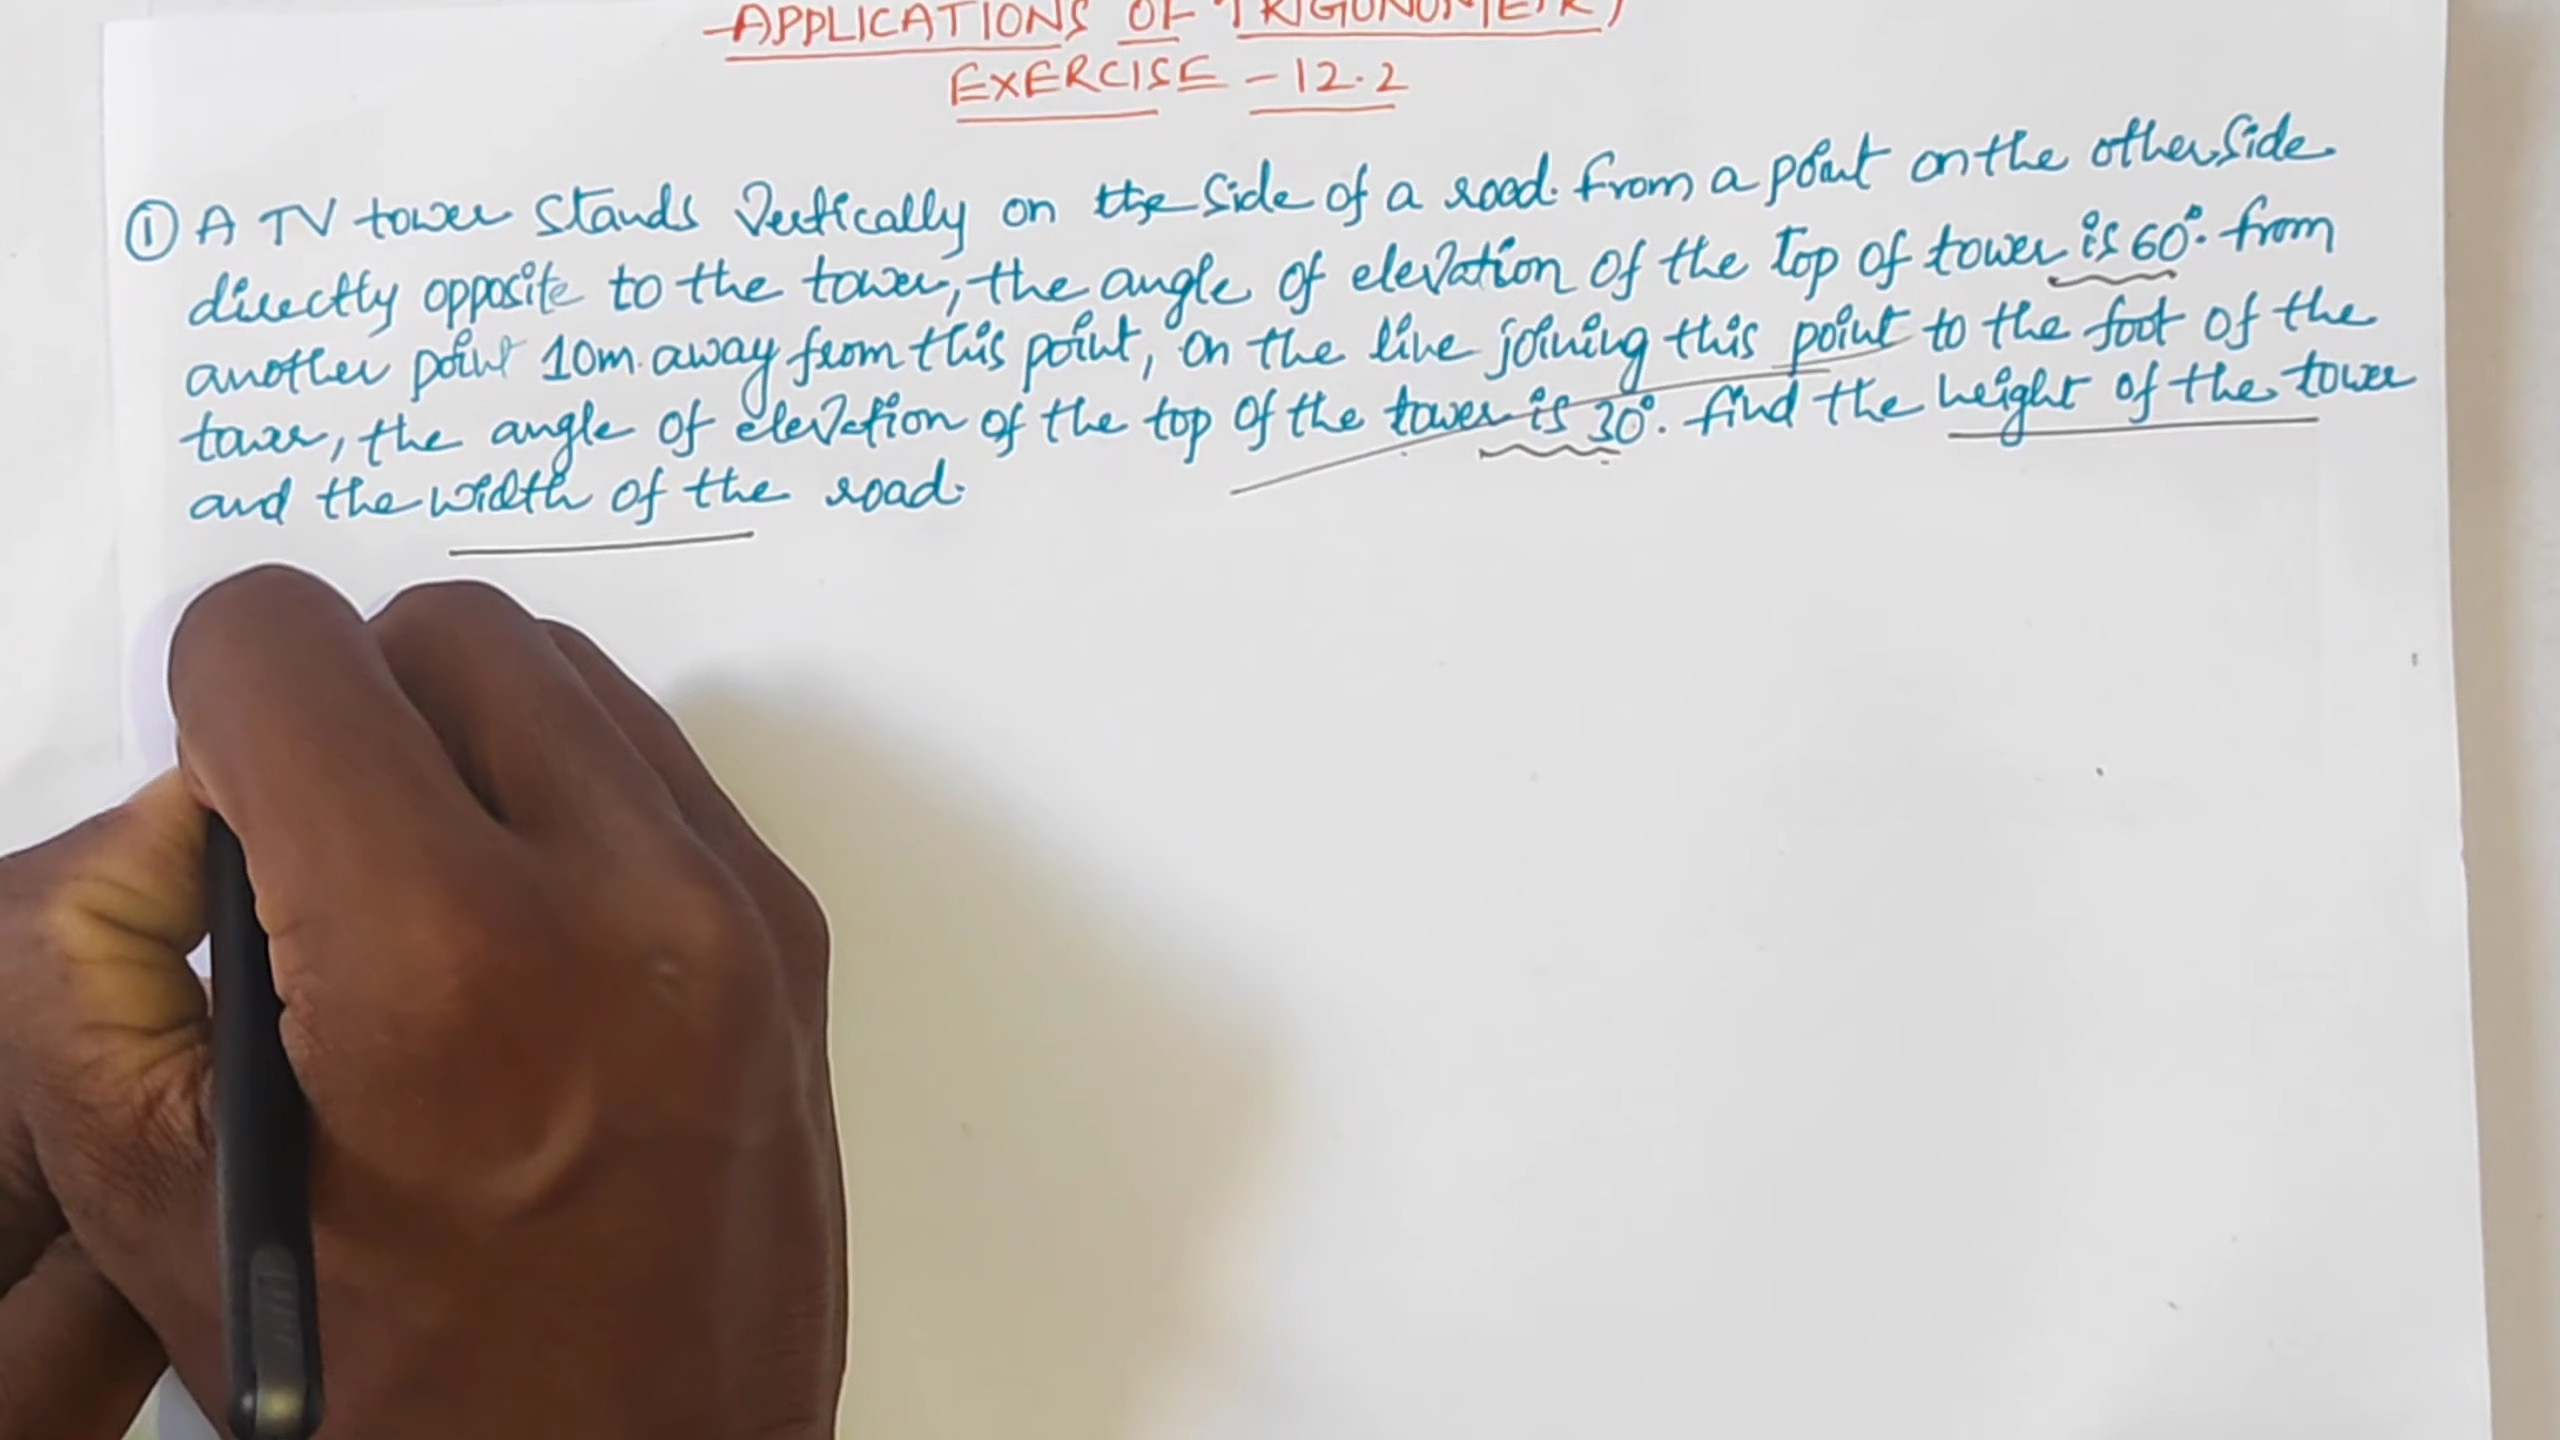 APPLICATIONS OF TRIGONOMETRY
EXERCISE - 12.2
① A TV tower stands vertically on the side of a road. from a point on the other side
directly opposite to the tower, the angle of elevation of the top of tower is 60°. from
another point 10m. away from this point, on the line joining this point to the foot of the
tower, the angle of elevation of the top of the tower is 30°. find the height of the tower
and the width of the road.